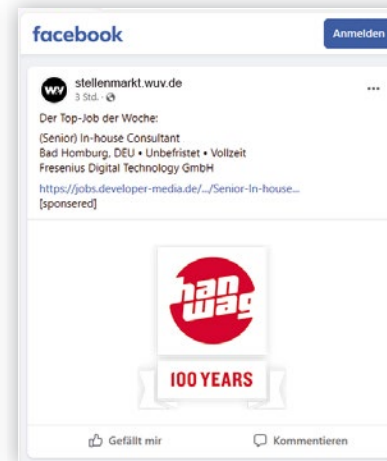 facebook
Anmelden
wv
stellenmarkt.wuv.de
3 Std. ·
...
Der Top-Job der Woche:
(Senior) In-house Consultant
Bad Homburg, DEU • Unbefristet • Vollzeit
Fresenius Digital Technology GmbH
https://jobs.developer-media.de/.../Senior-In-house...
[sponsered]
han
wag
100 YEARS
Gefällt mir
Kommentieren